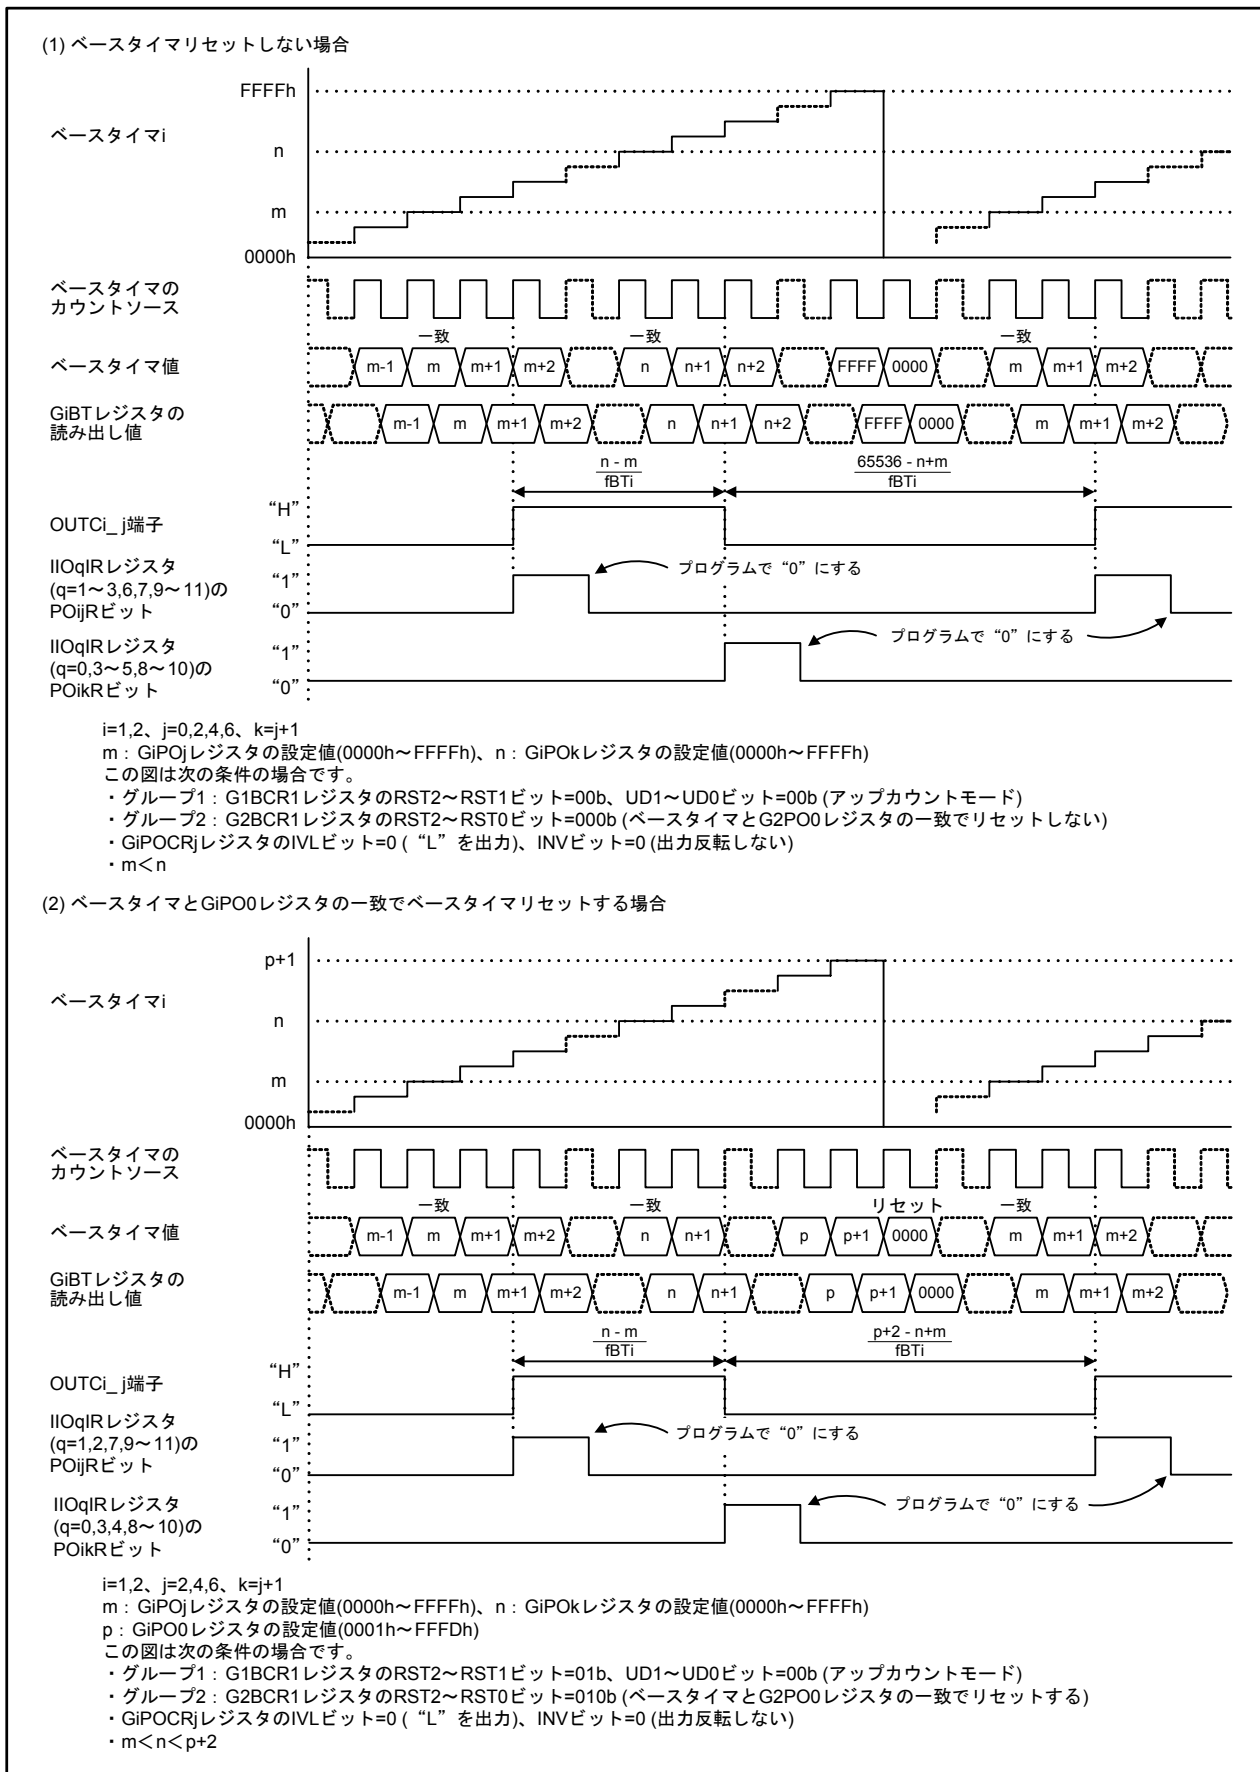 (1) ベースタイマリセットしない場合
FFFFh
ベースタイマi
n
m
0000h
ベースタイマの
カウントソース
一致 一致 一致
ベースタイマ値
m-1 m m+1 m+2 n n+1 n+2 FFFF 0000 m m+1 m+2
GiBTレジスタの
読み出し値
m-1 m m+1 m+2 n n+1 n+2 FFFF 0000 m m+1 m+2
n - m 65536 - n+m
fBTi fBTi
“H”
OUTCi_ j端子
“L”
IIOqIRレジスタ
(q=1～3,6,7,9～11)の
POijRビット
“1”
“0”
プログラムで“0”にする
IIOqIRレジスタ
(q=0,3～5,8～10)の
POikRビット
“1”
“0”
プログラムで“0”にする
i=1,2、j=0,2,4,6、k=j+1
m：GiPOjレジスタの設定値(0000h～FFFFh)、n：GiPOkレジスタの設定値(0000h～FFFFh)
この図は次の条件の場合です。
・グループ1：G1BCR1レジスタのRST2～RST1ビット=00b、UD1～UD0ビット=00b (アップカウントモード)
・グループ2：G2BCR1レジスタのRST2～RST0ビット=000b (ベースタイマとG2PO0レジスタの一致でリセットしない)
・GiPOCRjレジスタのIVLビット=0 (“L”を出力)、INVビット=0 (出力反転しない)
・m＜n
(2) ベースタイマとGiPO0レジスタの一致でベースタイマリセットする場合
p+1
ベースタイマi
n
m
0000h
ベースタイマの
カウントソース
一致 一致 リセット 一致
ベースタイマ値
m-1 m m+1 m+2 n n+1 p p+1 0000 m m+1 m+2
GiBTレジスタの
読み出し値
m-1 m m+1 m+2 n n+1 p p+1 0000 m m+1 m+2
n - m p+2 - n+m
fBTi fBTi
“H”
OUTCi_ j端子
“L”
IIOqIRレジスタ
(q=1,2,7,9～11)の
POijRビット
“1”
“0”
プログラムで“0”にする
IIOqIRレジスタ
(q=0,3,4,8～10)の
POikRビット
“1”
“0”
プログラムで“0”にする
i=1,2、j=2,4,6、k=j+1
m：GiPOjレジスタの設定値(0000h～FFFFh)、n：GiPOkレジスタの設定値(0000h～FFFFh)
p：GiPO0レジスタの設定値(0001h～FFFDh)
この図は次の条件の場合です。
・グループ1：G1BCR1レジスタのRST2～RST1ビット=01b、UD1～UD0ビット=00b (アップカウントモード)
・グループ2：G2BCR1レジスタのRST2～RST0ビット=010b (ベースタイマとG2PO0レジスタの一致でリセットする)
・GiPOCRjレジスタのIVLビット=0 (“L”を出力)、INVビット=0 (出力反転しない)
・m＜n＜p+2